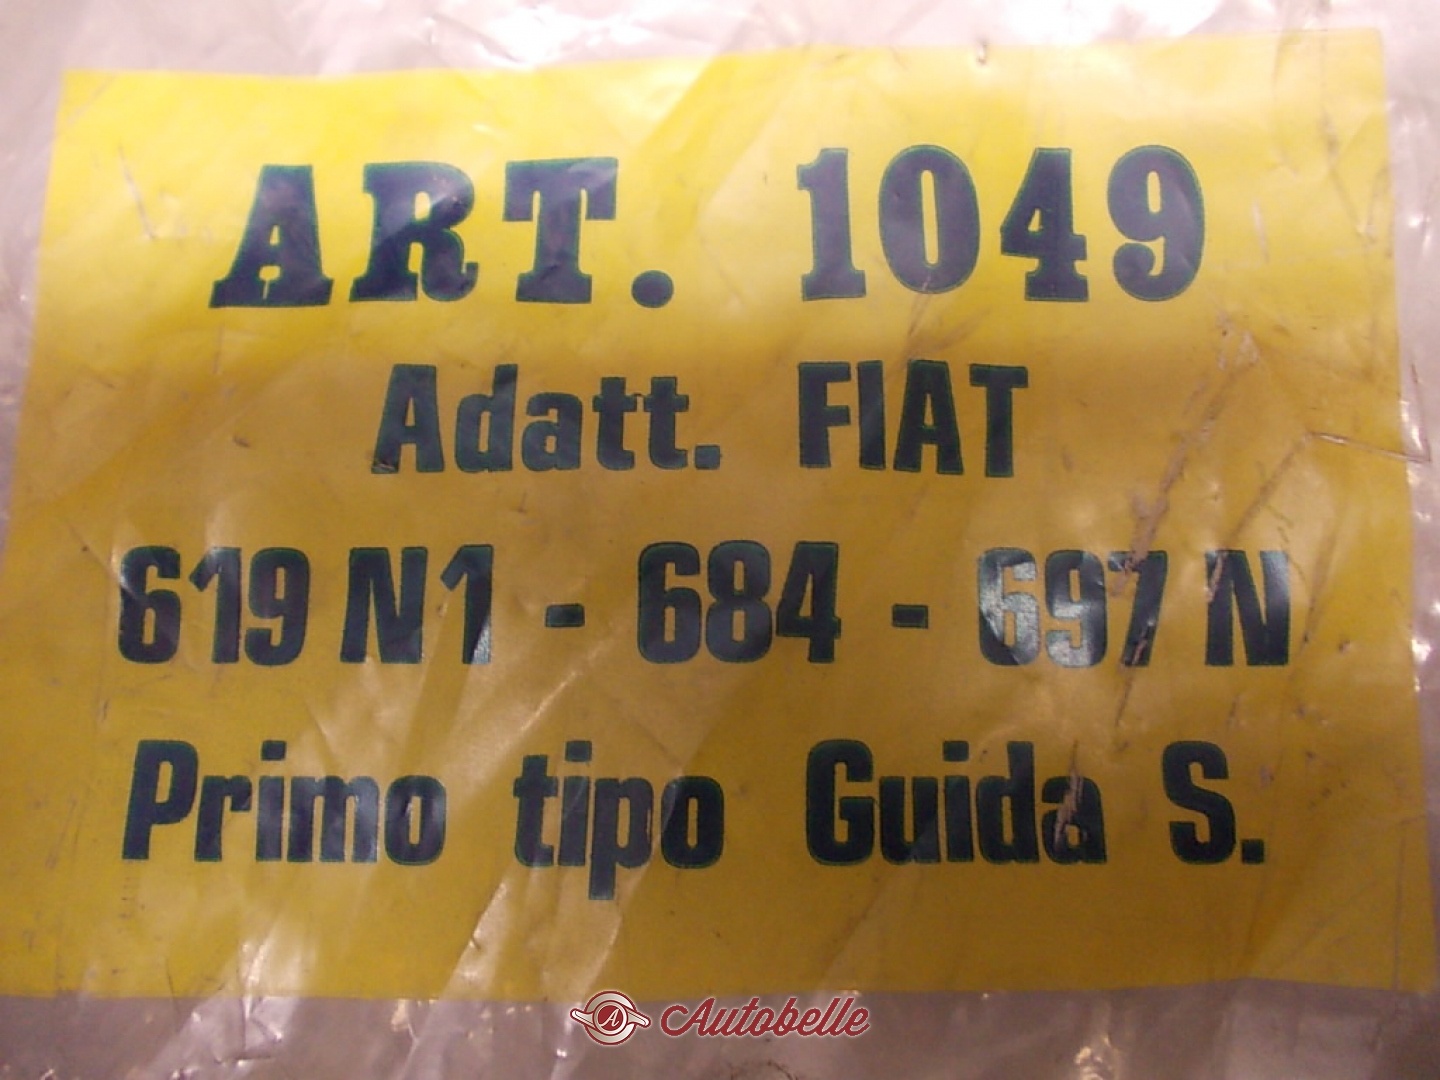 ART. 1049
Adatt. FIAT
619 N1 - 684 - 697 N
Primo tipo Guida S.
A Autobelle